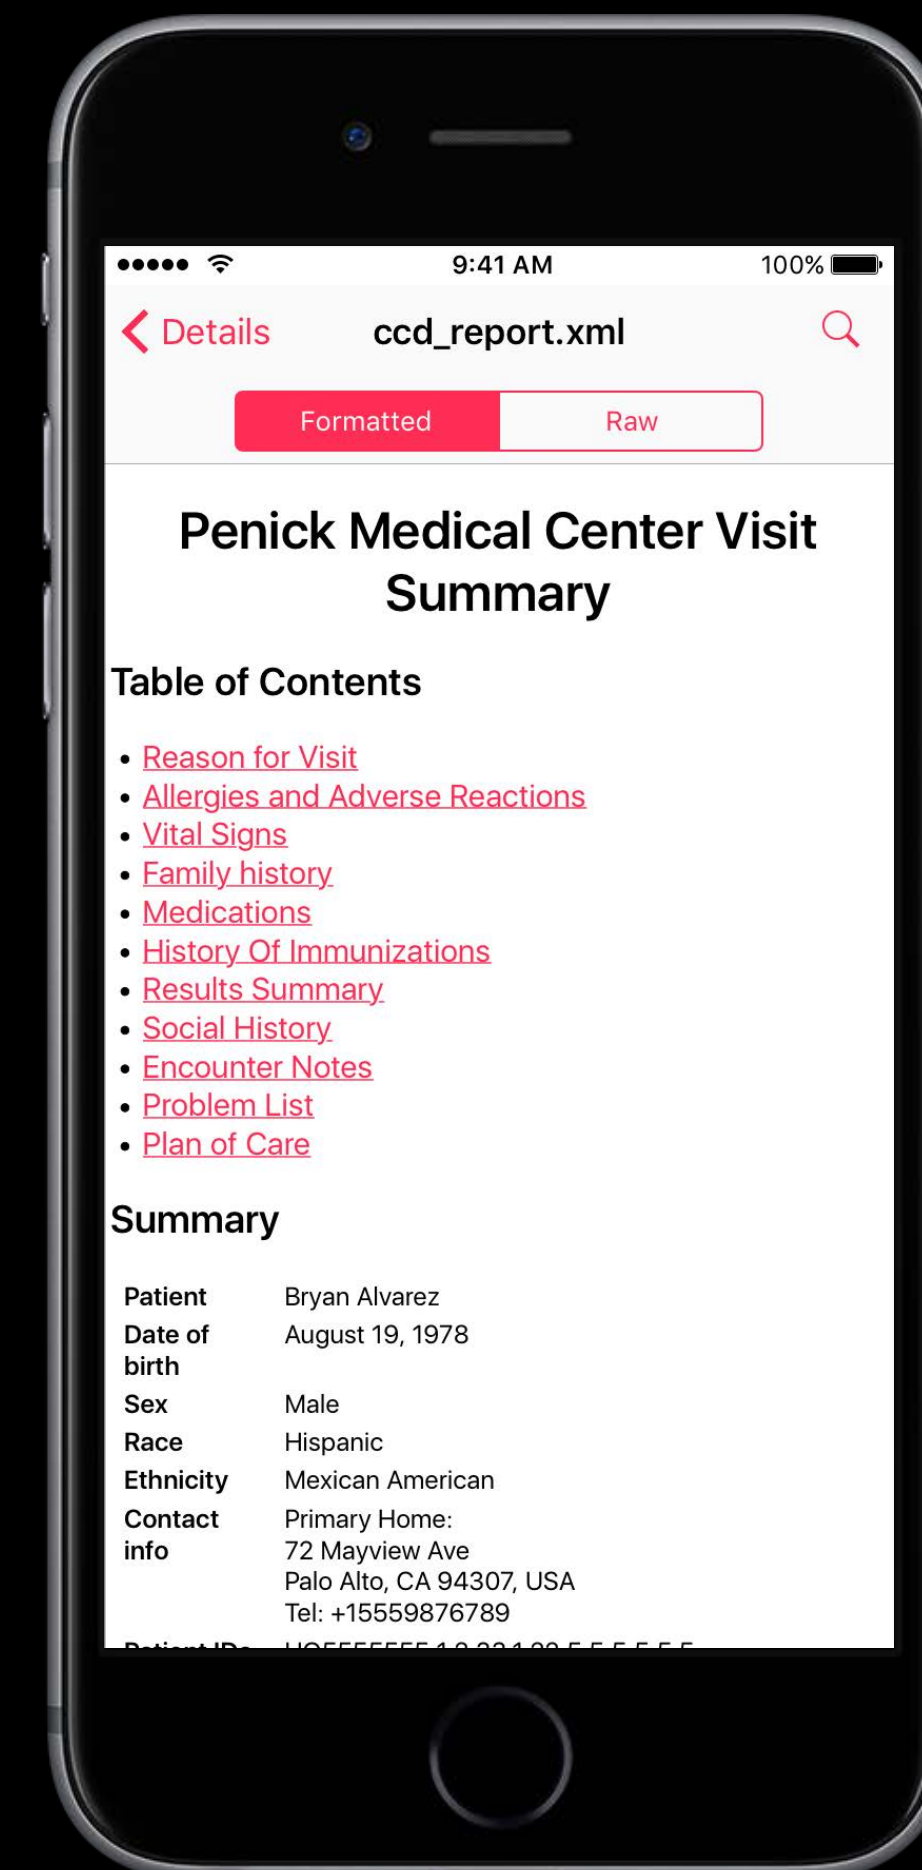 9:41 AM 100%
Details ccd_report.xml
Formatted Raw
Penick Medical Center Visit
Summary
Table of Contents
• Reason for Visit
• Allergies and Adverse Reactions
• Vital Signs
• Family history
• Medications
• History Of Immunizations
• Results Summary
• Social History
• Encounter Notes
• Problem List
• Plan of Care
Summary
Patient Bryan Alvarez
Date of August 19, 1978
birth
Sex Male
Race Hispanic
Ethnicity Mexican American
Contact Primary Home:
info 72 Mayview Ave
Palo Alto, CA 94307, USA
Tel: +15559876789
Patient IDs